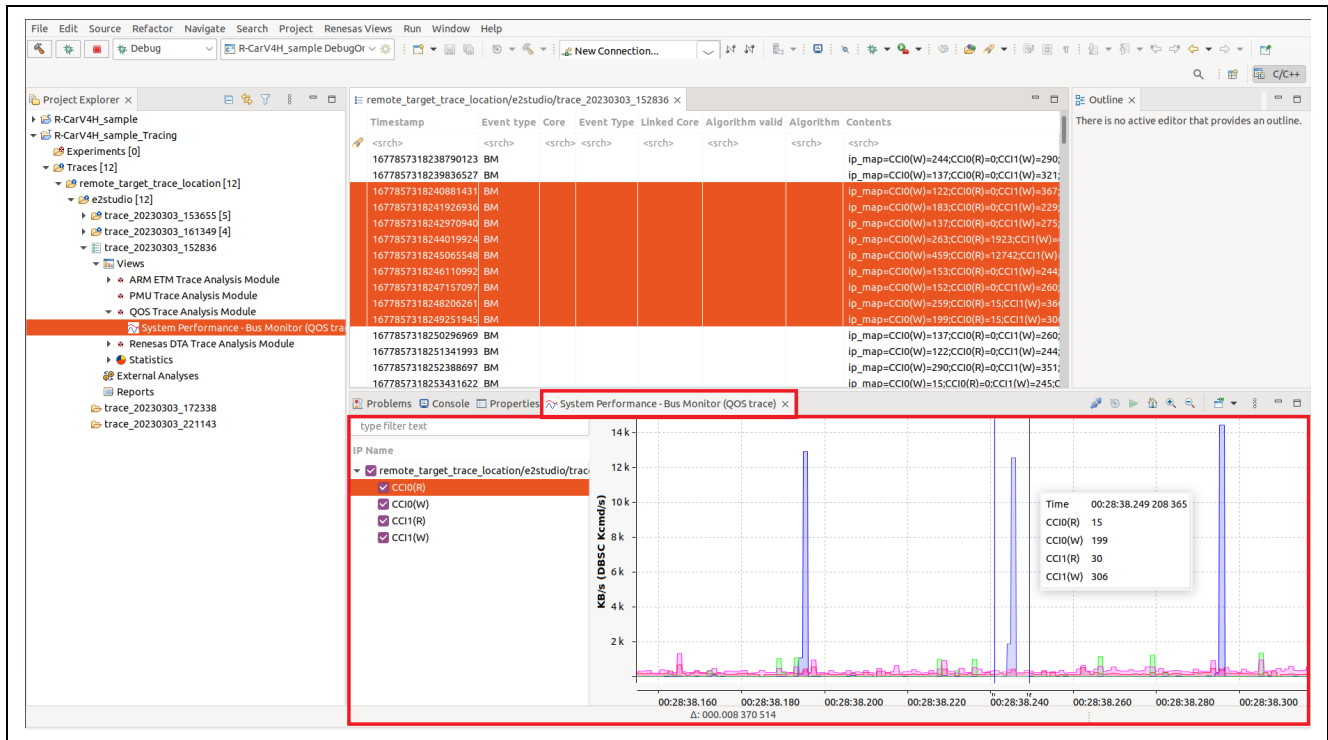 File Edit Source Refactor Navigate Search Project Renesas Views Run Window Help
Debug R-CarV4H_sample DebugOr New Connection...
C/C++
Project Explorer
R-CarV4H_sample
R-CarV4H_sample_Tracing
Experiments [0]
Traces [12]
remote_target_trace_location [12]
e2studio [12]
trace_20230303_153655 [5]
trace_20230303_161349 [4]
trace_20230303_152836
Views
ARM ETM Trace Analysis Module
PMU Trace Analysis Module
QOS Trace Analysis Module
System Performance - Bus Monitor (QOS tra
Renesas DTA Trace Analysis Module
Statistics
External Analyses
Reports
trace_20230303_172338
trace_20230303_221143
remote_target_trace_location/e2studio/trace_20230303_152836
Timestamp Event type Core Event Type Linked Core Algorithm valid Algorithm Contents
<srch> <srch> <srch> <srch> <srch> <srch> <srch> <srch>
1677857318238790123 BM ip_map=CCI0(W)=244;CCI0(R)=0;CCI1(W)=290;
1677857318239836527 BM ip_map=CCI0(W)=137;CCI0(R)=0;CCI1(W)=321;
1677857318240881431 BM ip_map=CCI0(W)=122;CCI0(R)=0;CCI1(W)=367;
1677857318241926936 BM ip_map=CCI0(W)=183;CCI0(R)=0;CCI1(W)=229;
1677857318242970940 BM ip_map=CCI0(W)=137;CCI0(R)=0;CCI1(W)=275;
1677857318244019924 BM ip_map=CCI0(W)=263;CCI0(R)=1923;CCI1(W)=
1677857318245065548 BM ip_map=CCI0(W)=459;CCI0(R)=12742;CCI1(W)
1677857318246110992 BM ip_map=CCI0(W)=153;CCI0(R)=0;CCI1(W)=244;
1677857318247157097 BM ip_map=CCI0(W)=152;CCI0(R)=0;CCI1(W)=260;
1677857318248206261 BM ip_map=CCI0(W)=259;CCI0(R)=15;CCI1(W)=36
1677857318249251945 BM ip_map=CCI0(W)=199;CCI0(R)=15;CCI1(W)=30
1677857318250296969 BM ip_map=CCI0(W)=137;CCI0(R)=0;CCI1(W)=260;
1677857318251341993 BM ip_map=CCI0(W)=122;CCI0(R)=0;CCI1(W)=244;
1677857318252388697 BM ip_map=CCI0(W)=290;CCI0(R)=0;CCI1(W)=351;
1677857318253431622 BM ip_map=CCI0(W)=15;CCI0(R)=0;CCI1(W)=245;C
Outline
There is no active editor that provides an outline.
Problems Console Properties System Performance - Bus Monitor (QOS trace)
type filter text
IP Name
remote_target_trace_location/e2studio/trac
CCI0(R)
CCI0(W)
CCI1(R)
CCI1(W)
KB/s (DBSC Kcmd/s)
14 k
12 k
10 k
8 k
6 k
4 k
2 k
Time 00:28:38.249 208 365
CCI0(R) 15
CCI0(W) 199
CCI1(R) 30
CCI1(W) 306
00:28:38.160 00:28:38.180 00:28:38.200 00:28:38.220 00:28:38.240 00:28:38.260 00:28:38.280 00:28:38.300
Δ: 000.008 370 514